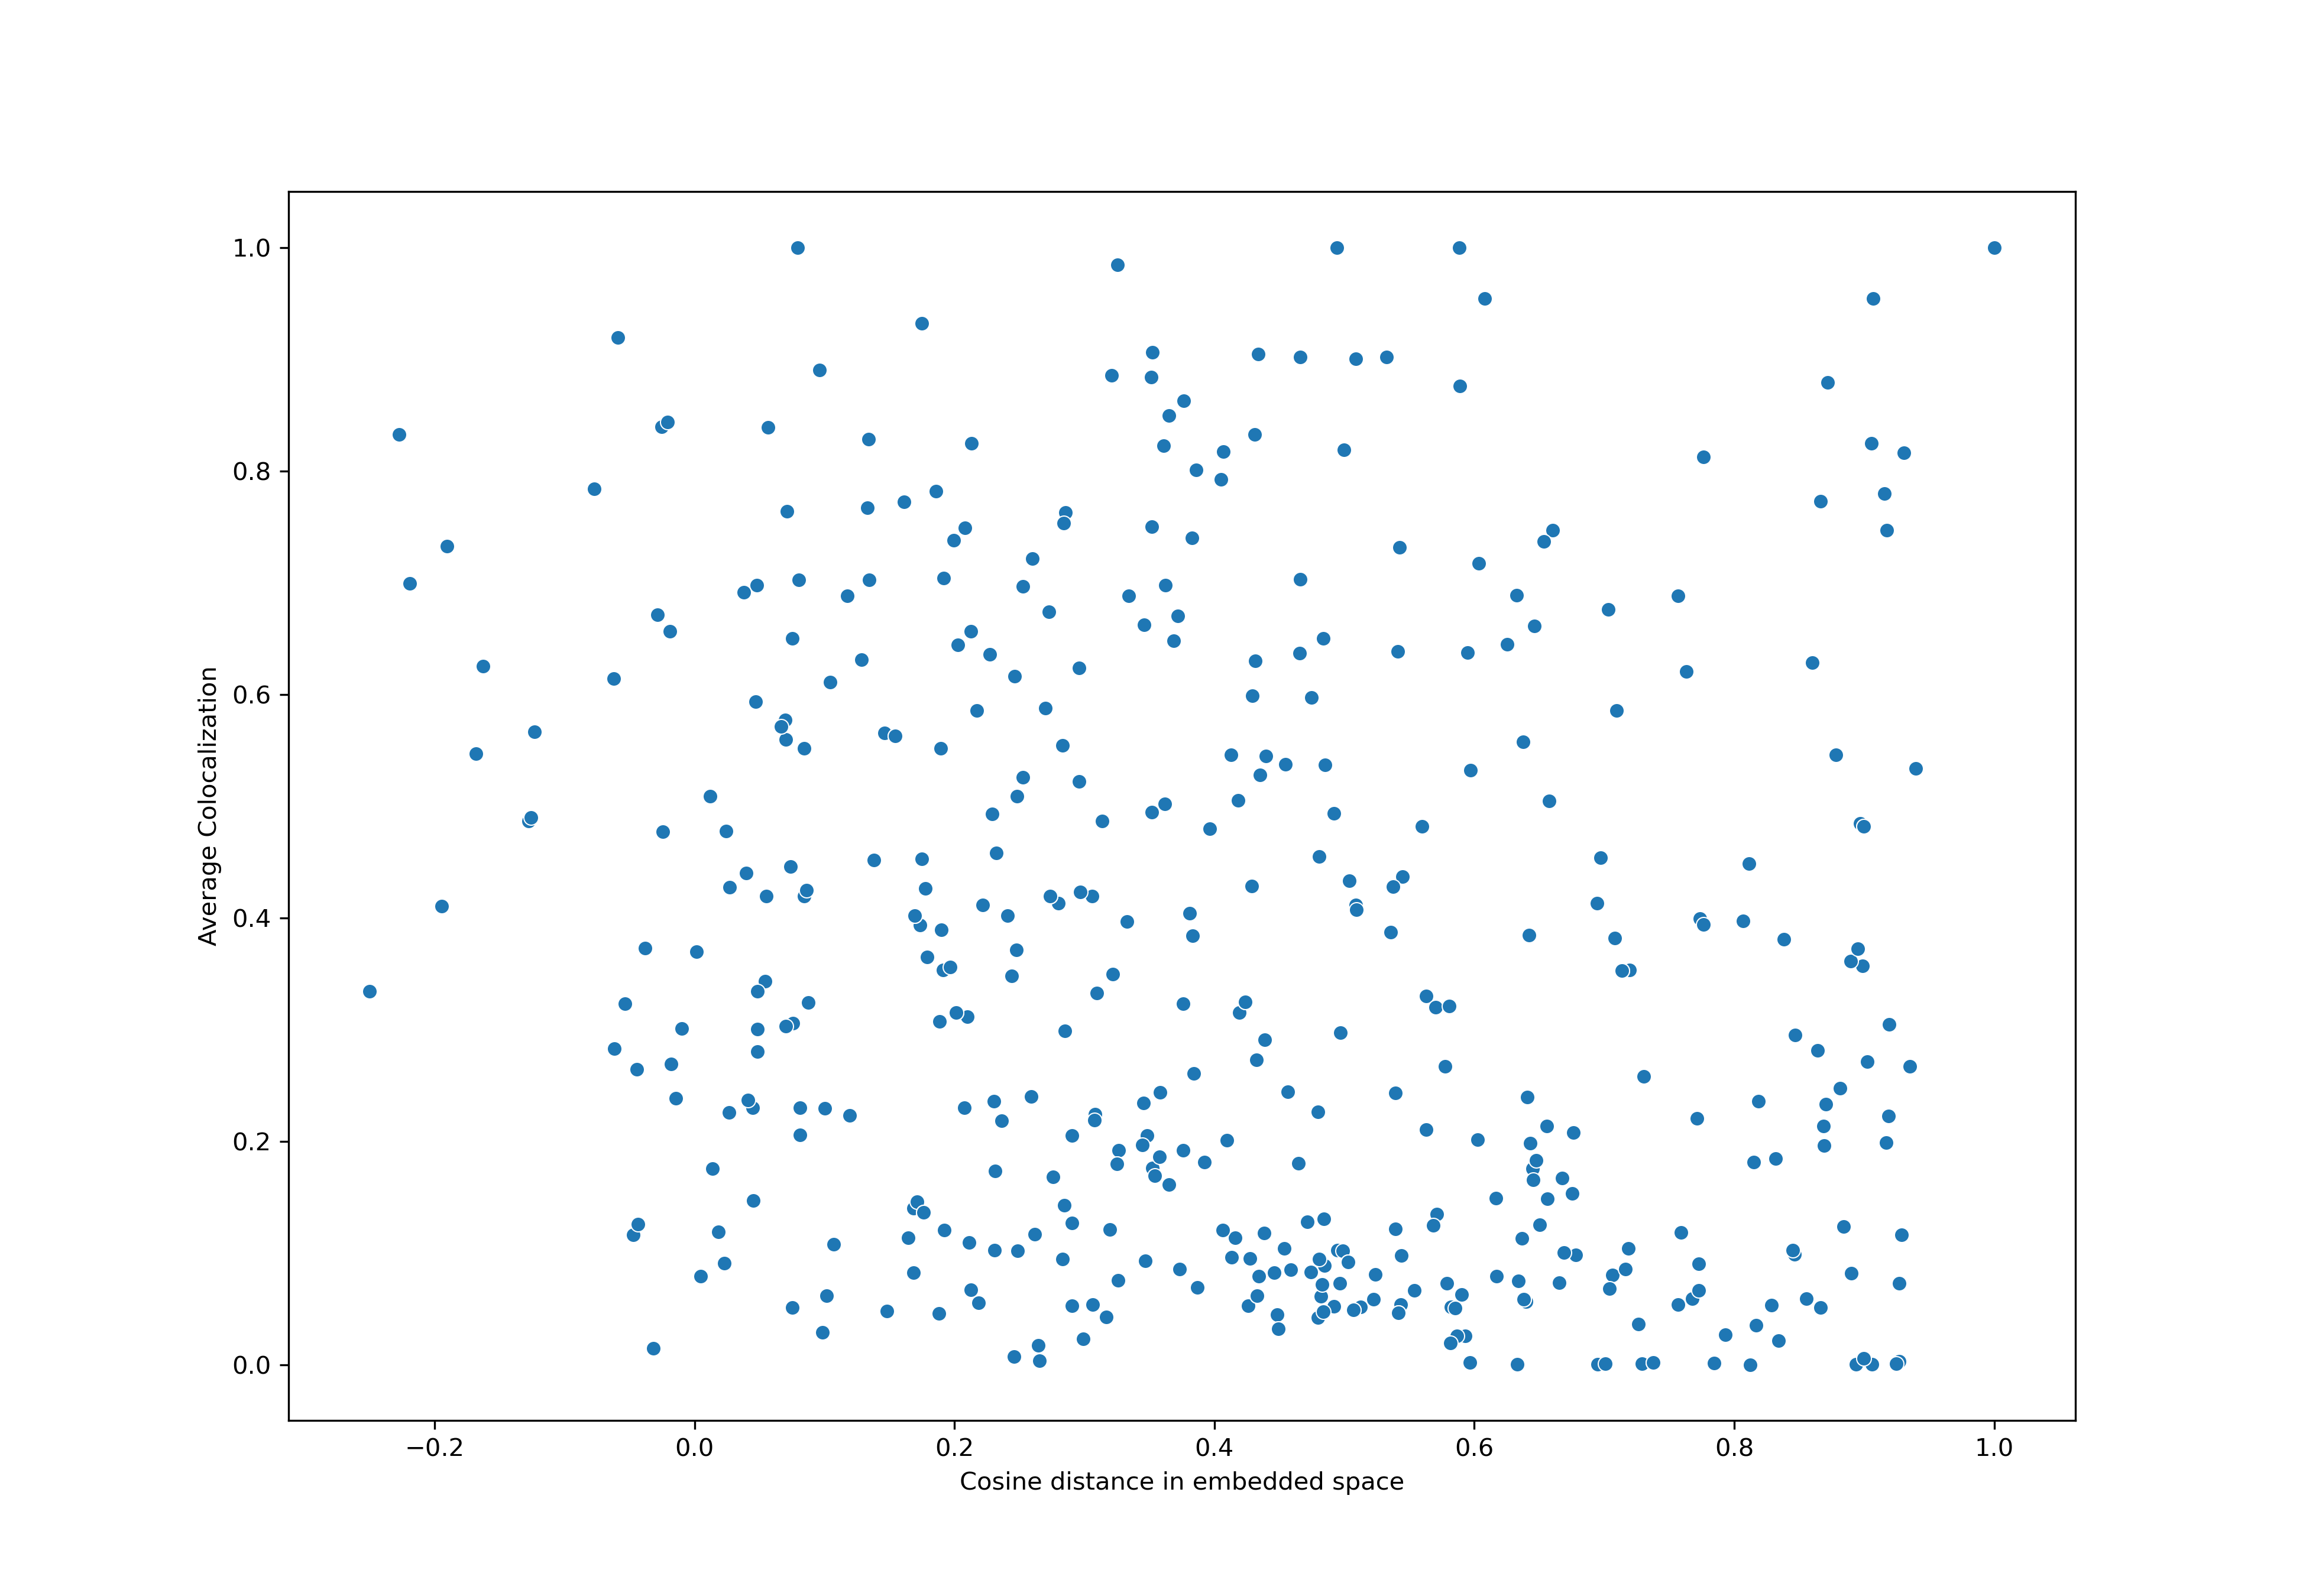 1.0
0.8
0.6
0.4
0.2
0.0
Average Colocalization
−0.2 0.0 0.2 0.4 0.6 0.8 1.0
Cosine distance in embedded space